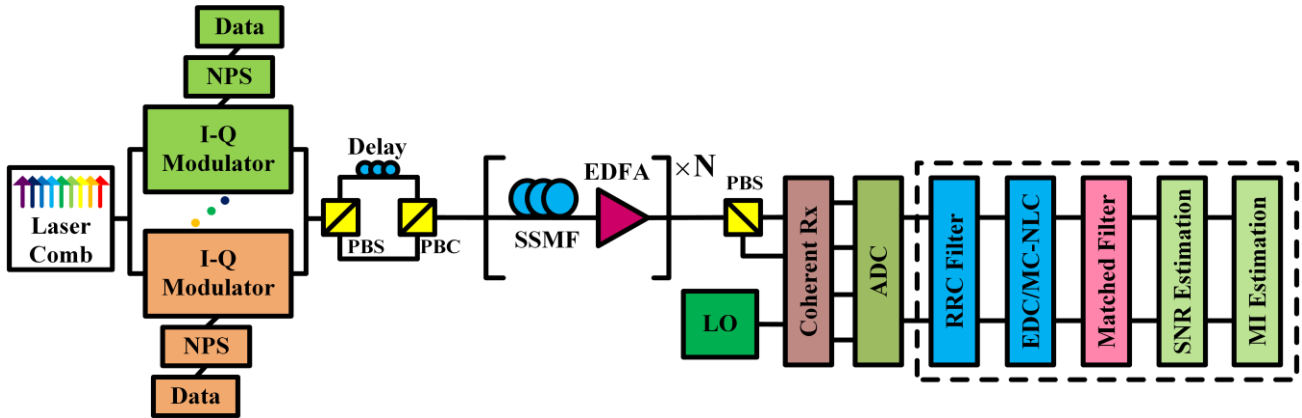 Data
NPS
I-Q
Modulator
Laser
Comb
I-Q
Modulator
NPS
Data
Delay
PBS
PBC
SSMF
EDFA
×N
PBS
LO
Coherent Rx
ADC
RRC Filter
EDC/MC-NLC
Matched Filter
SNR Estimation
MI Estimation